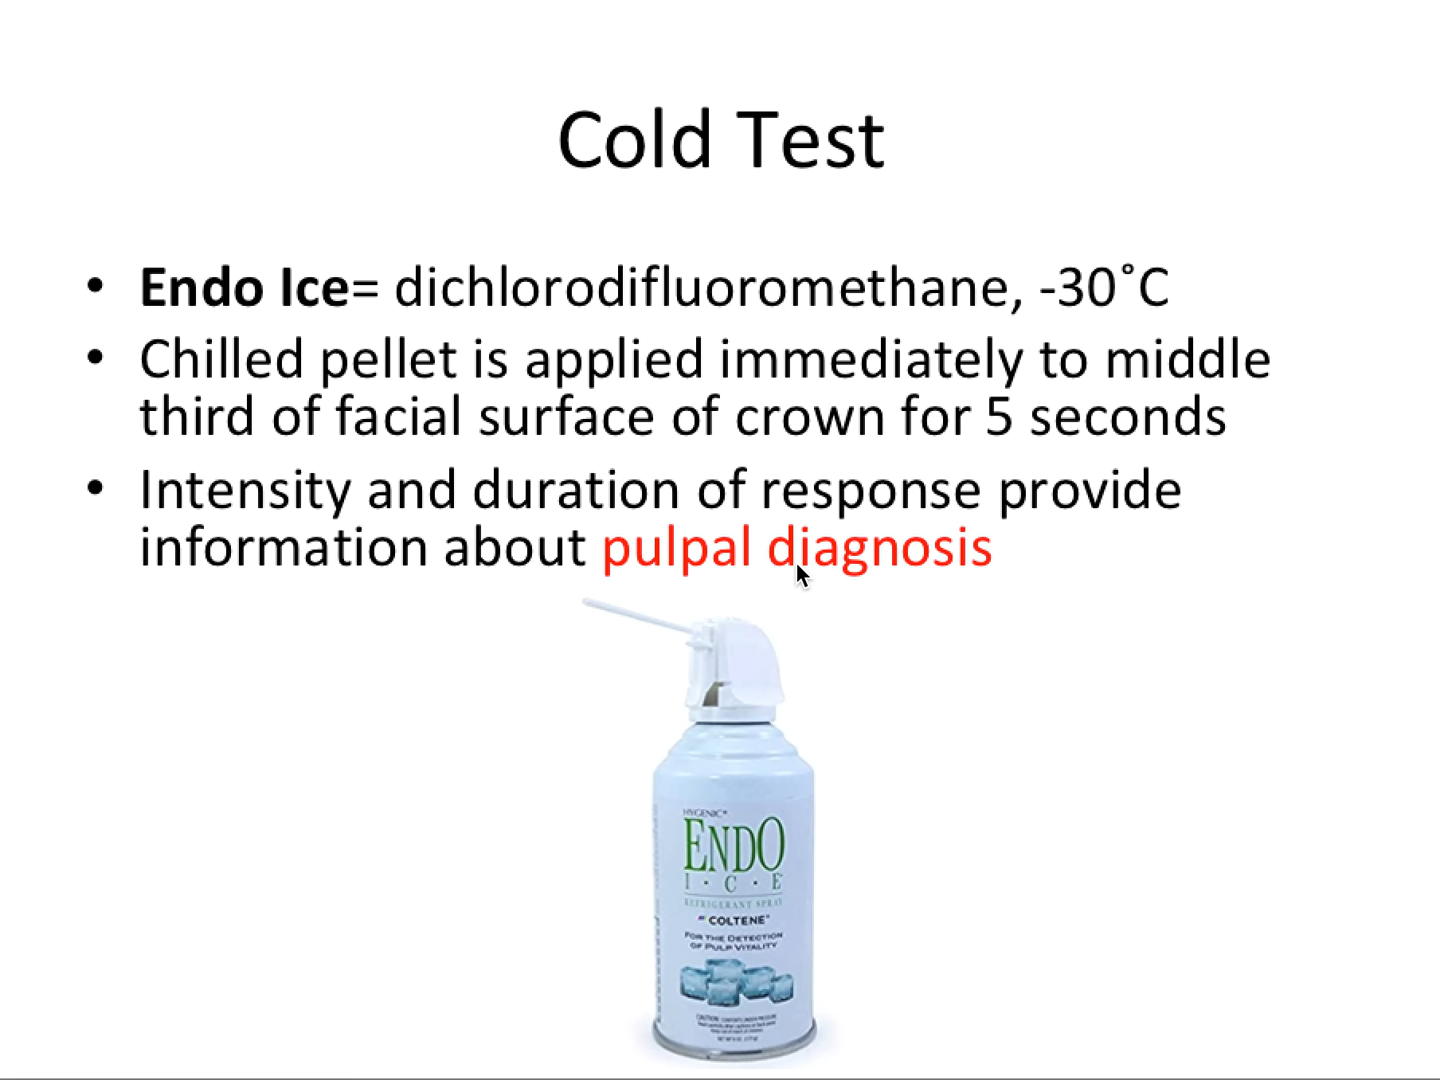 Cold Test
• Endo Ice= dichlorodifluoromethane, -30˚C
• Chilled pellet is applied immediately to middle
third of facial surface of crown for 5 seconds
• Intensity and duration of response provide
information about pulpal diagnosis
HYGENIC®
ENDO
I·C·E
REFRIGERANT SPRAY
COLTENE®
FOR THE DETECTION
OF PULP VITALITY